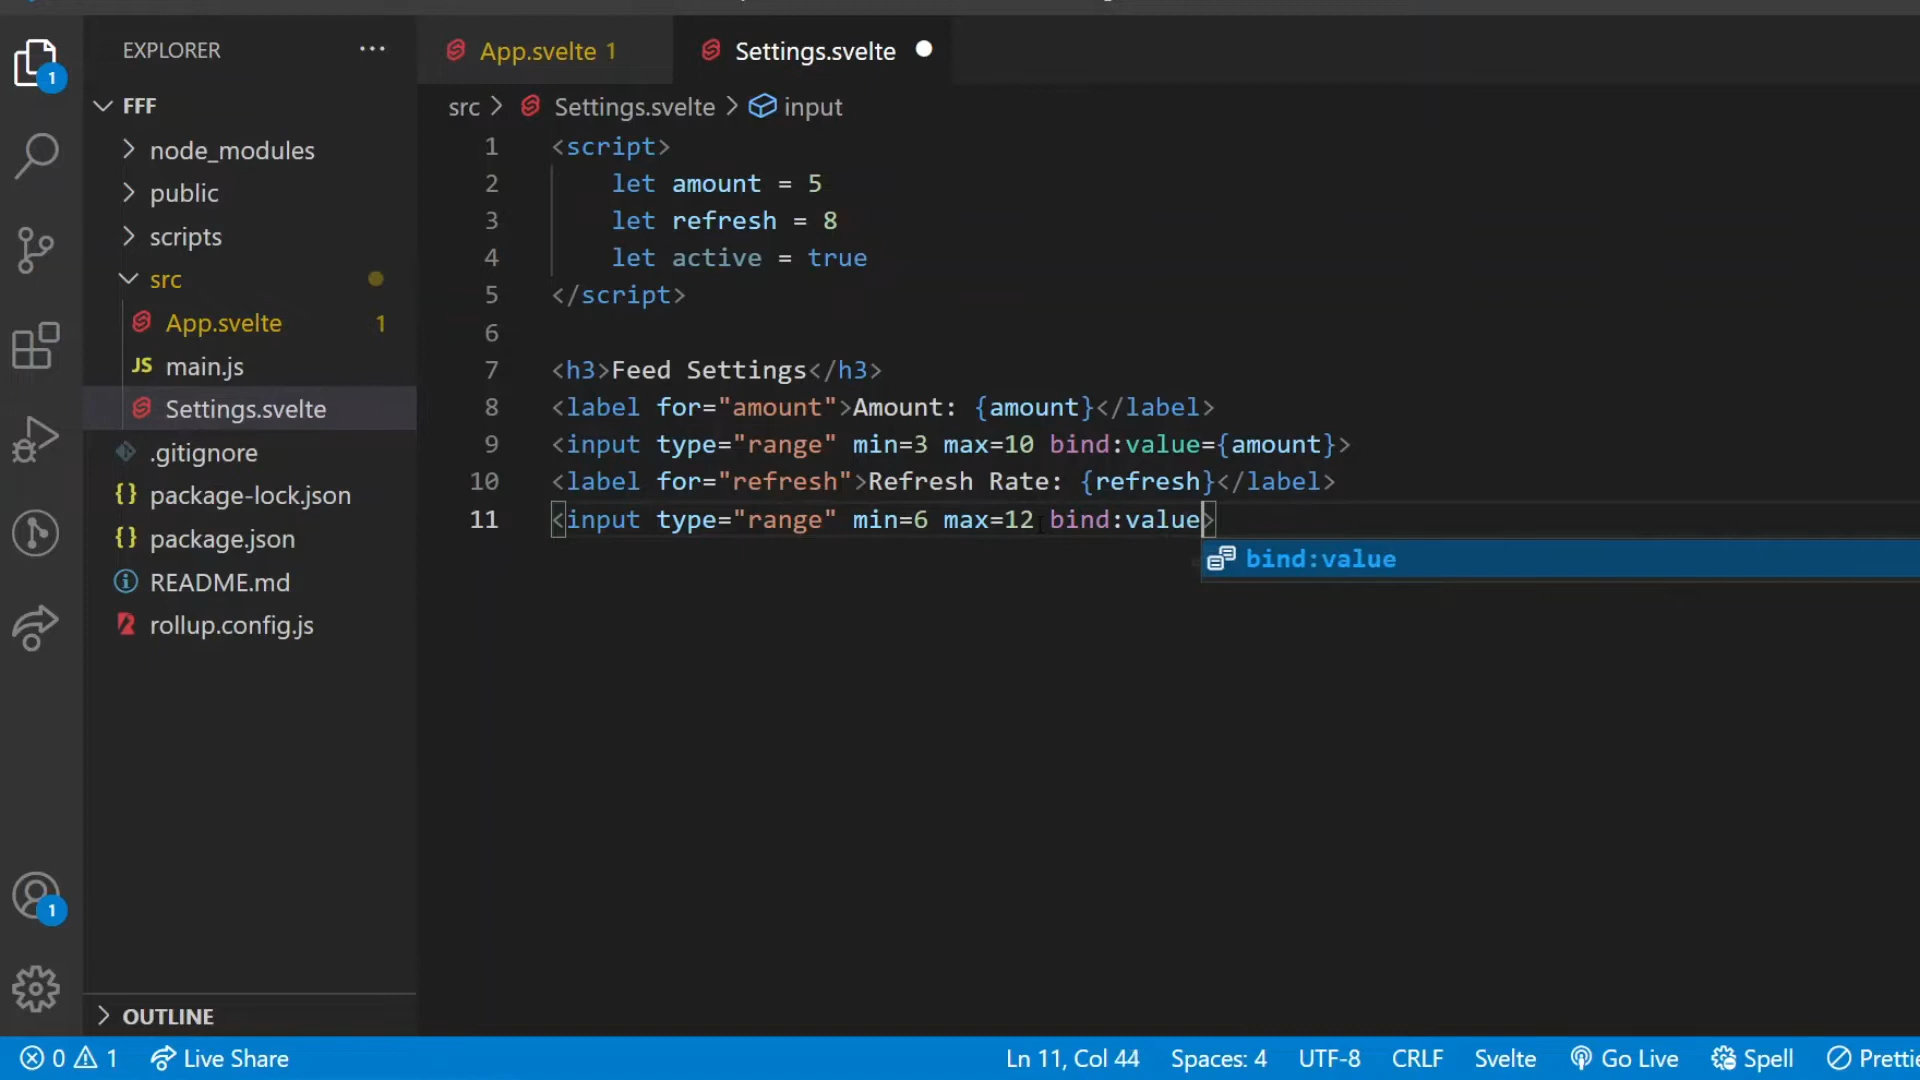 EXPLORER
FFF
node_modules
public
scripts
src
App.svelte 1
JS main.js
Settings.svelte
.gitignore
{} package-lock.json
{} package.json
README.md
rollup.config.js
OUTLINE
1
1
App.svelte 1
Settings.svelte
src > Settings.svelte > input
1 <script>
2 let amount = 5
3 let refresh = 8
4 let active = true
5 </script>
6
7 <h3>Feed Settings</h3>
8 <label for="amount">Amount: {amount}</label>
9 <input type="range" min=3 max=10 bind:value={amount}>
10 <label for="refresh">Refresh Rate: {refresh}</label>
11 <input type="range" min=6 max=12 bind:value>
bind:value
0 1 Live Share Ln 11, Col 44 Spaces: 4 UTF-8 CRLF Svelte Go Live Spell Prettie